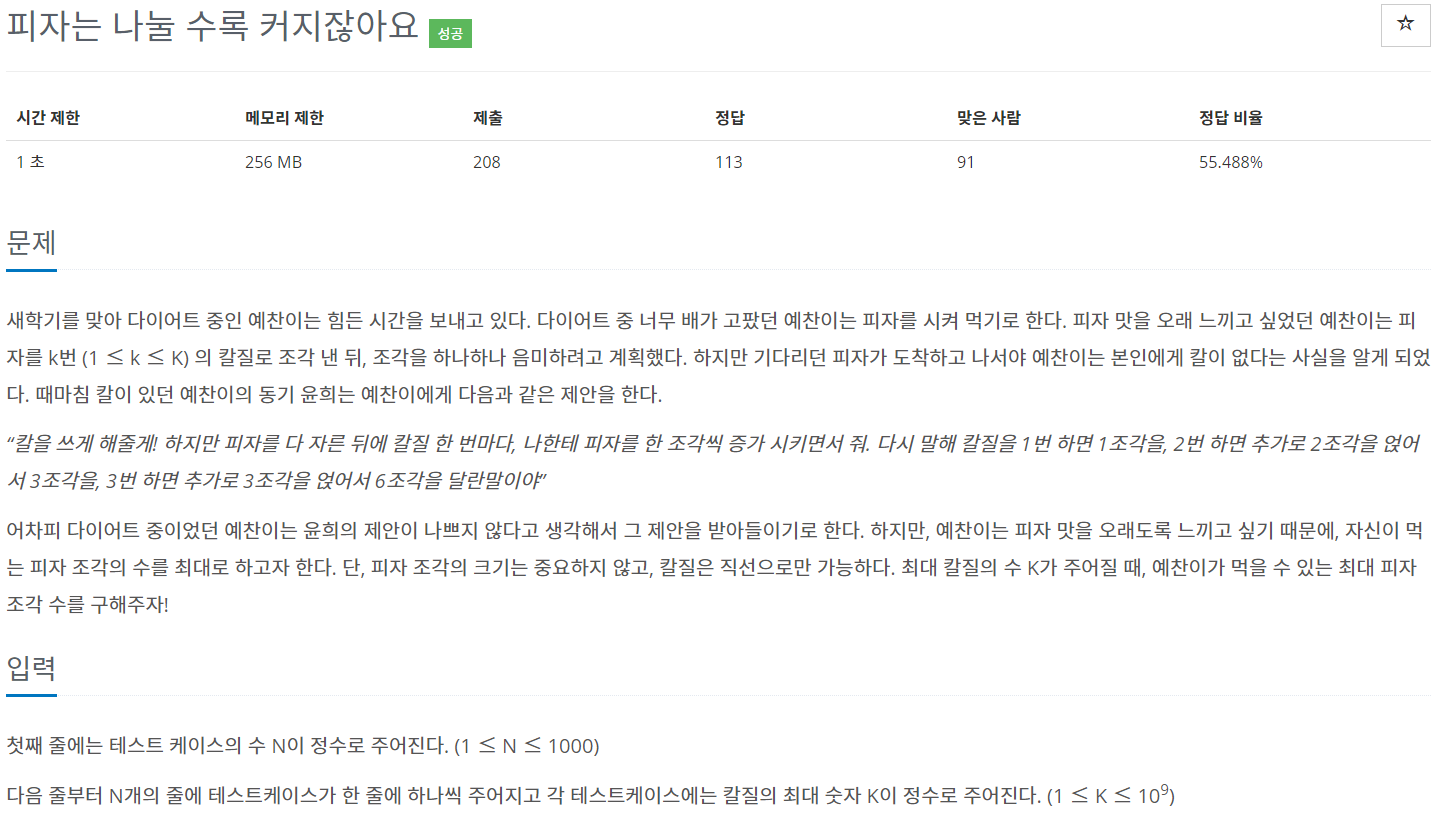 피자는 나눌 수록 커지잖아요 성공
☆
시간 제한 메모리 제한 제출 정답 맞은 사람 정답 비율
1 초 256 MB 208 113 91 55.488%
문제
새학기를 맞아 다이어트 중인 예찬이는 힘든 시간을 보내고 있다. 다이어트 중 너무 배가 고팠던 예찬이는 피자를 시켜 먹기로 한다. 피자 맛을 오래 느끼고 싶었던 예찬이는 피
자를 k번 (1 ≤ k ≤ K) 의 칼질로 조각 낸 뒤, 조각을 하나하나 음미하려고 계획했다. 하지만 기다리던 피자가 도착하고 나서야 예찬이는 본인에게 칼이 없다는 사실을 알게 되었
다. 때마침 칼이 있던 예찬이의 동기 윤희는 예찬이에게 다음과 같은 제안을 한다.
“칼을 쓰게 해줄게! 하지만 피자를 다 자른 뒤에 칼질 한 번마다, 나한테 피자를 한 조각씩 증가 시키면서 줘. 다시 말해 칼질을 1번 하면 1조각을, 2번 하면 추가로 2조각을 얹어
서 3조각을, 3번 하면 추가로 3조각을 얹어서 6조각을 달란말이야”
어차피 다이어트 중이었던 예찬이는 윤희의 제안이 나쁘지 않다고 생각해서 그 제안을 받아들이기로 한다. 하지만, 예찬이는 피자 맛을 오래도록 느끼고 싶기 때문에, 자신이 먹
는 피자 조각의 수를 최대로 하고자 한다. 단, 피자 조각의 크기는 중요하지 않고, 칼질은 직선으로만 가능하다. 최대 칼질의 수 K가 주어질 때, 예찬이가 먹을 수 있는 최대 피자
조각 수를 구해주자!
입력
첫째 줄에는 테스트 케이스의 수 N이 정수로 주어진다. (1 ≤ N ≤ 1000)
다음 줄부터 N개의 줄에 테스트케이스가 한 줄에 하나씩 주어지고 각 테스트케이스에는 칼질의 최대 숫자 K이 정수로 주어진다. (1 ≤ K ≤ 10⁹)